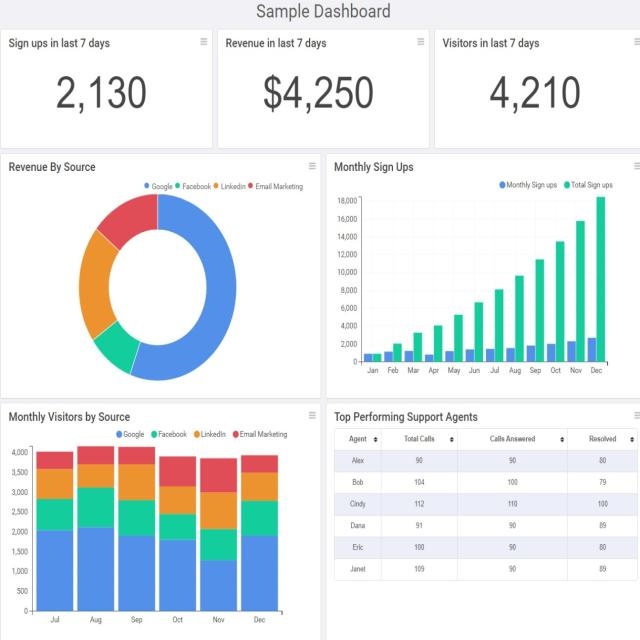 Sample Dashboard
Sign ups in last 7 days
2,130
Revenue in last 7 days
$4,250
Visitors in last 7 days
4,210
Revenue By Source
Google Facebook Linkedin Email Marketing
Monthly Sign Ups
Monthly Sign ups Total Sign ups
18,000
16,000
14,000
12,000
10,000
8,000
6,000
4,000
2,000
0
Jan Feb Mar Apr May Jun Jul Aug Sep Oct Nov Dec
Monthly Visitors by Source
Google Facebook LinkedIn Email Marketing
4,000
3,500
3,000
2,500
2,000
1,500
1,000
500
0
Jul Aug Sep Oct Nov Dec
Top Performing Support Agents
Agent Total Calls Calls Answered Resolved
Alex 90 90 80
Bob 104 100 79
Cindy 112 110 100
Dana 91 90 89
Eric 100 90 80
Janet 109 90 89